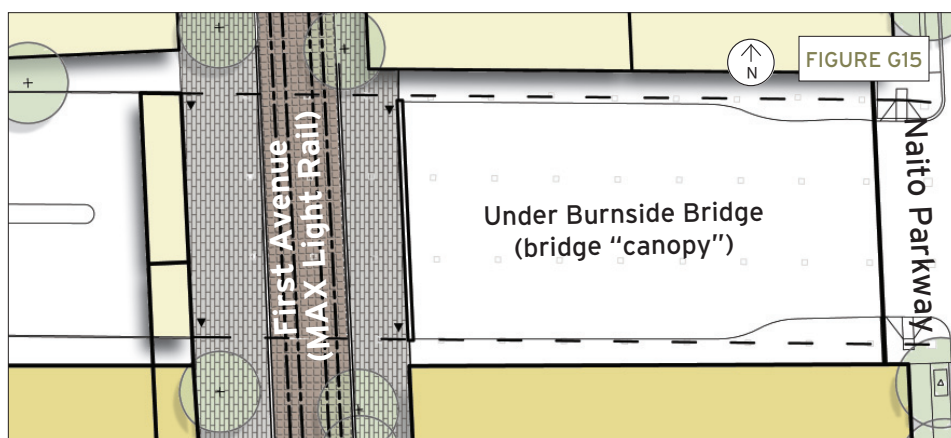 FIGURE G15
N
First Avenue
(MAX Light Rail)
Under Burnside Bridge
(bridge “canopy”)
Naito Parkway